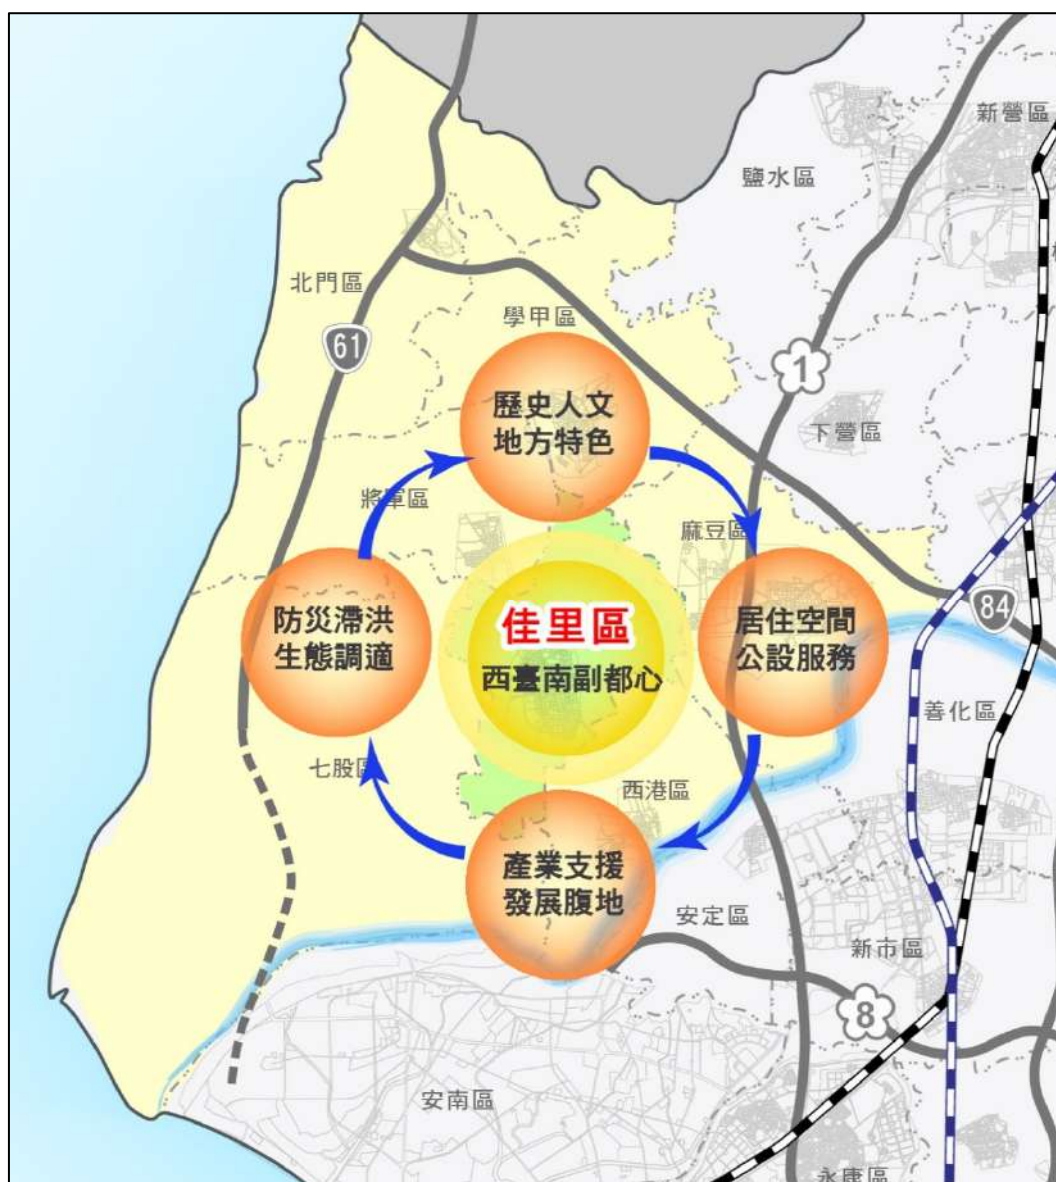 新營區
鹽水區
北門區
學甲區
61
1
歷史人文
地方特色
下營區
將軍區
麻豆區
防災滯洪
生態調適
佳里區
西臺南副都心
居住空間
公設服務
84
善化區
七股區
西港區
產業支援
發展腹地
安定區
新市區
8
安南區
永康區